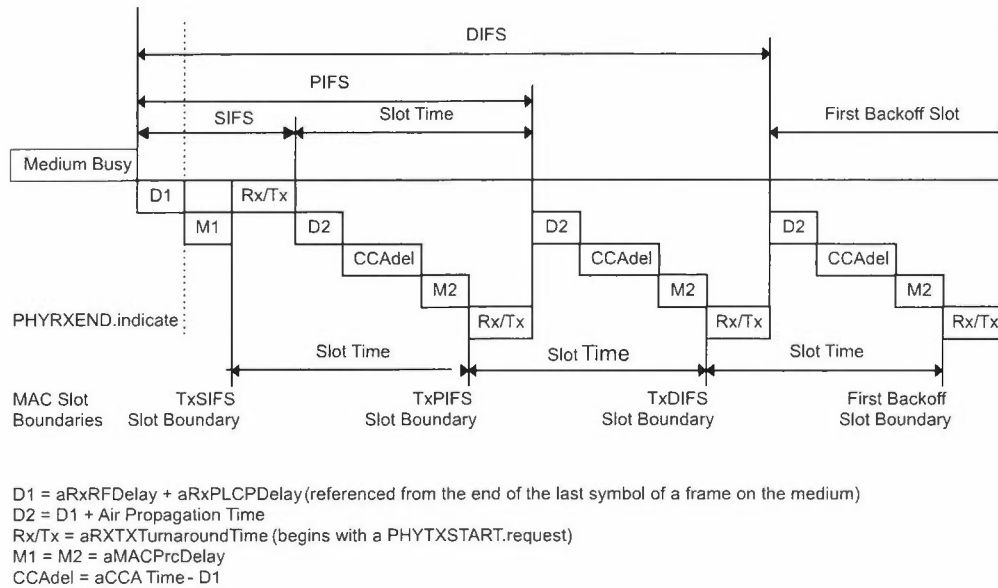 DIFS
PIFS
SIFS Slot Time First Backoff Slot
Medium Busy
D1 Rx/Tx
M1 D2 D2 D2
CCAdel CCAdel CCAdel
M2 M2 M2
PHYRXEND.indicate Rx/Tx Rx/Tx Rx/Tx
Slot Time Slot Time Slot Time
MAC Slot TxSIFS TxPIFS TxDIFS First Backoff
Boundaries Slot Boundary Slot Boundary Slot Boundary Slot Boundary
D1 = aRxRFDelay + aRxPLCPDelay (referenced from the end of the last symbol of a frame on the medium)
D2 = D1 + Air Propagation Time
Rx/Tx = aRXTXTurnaroundTime (begins with a PHYTXSTART.request)
M1 = M2 = aMACPrcDelay
CCAdel = aCCA Time - D1